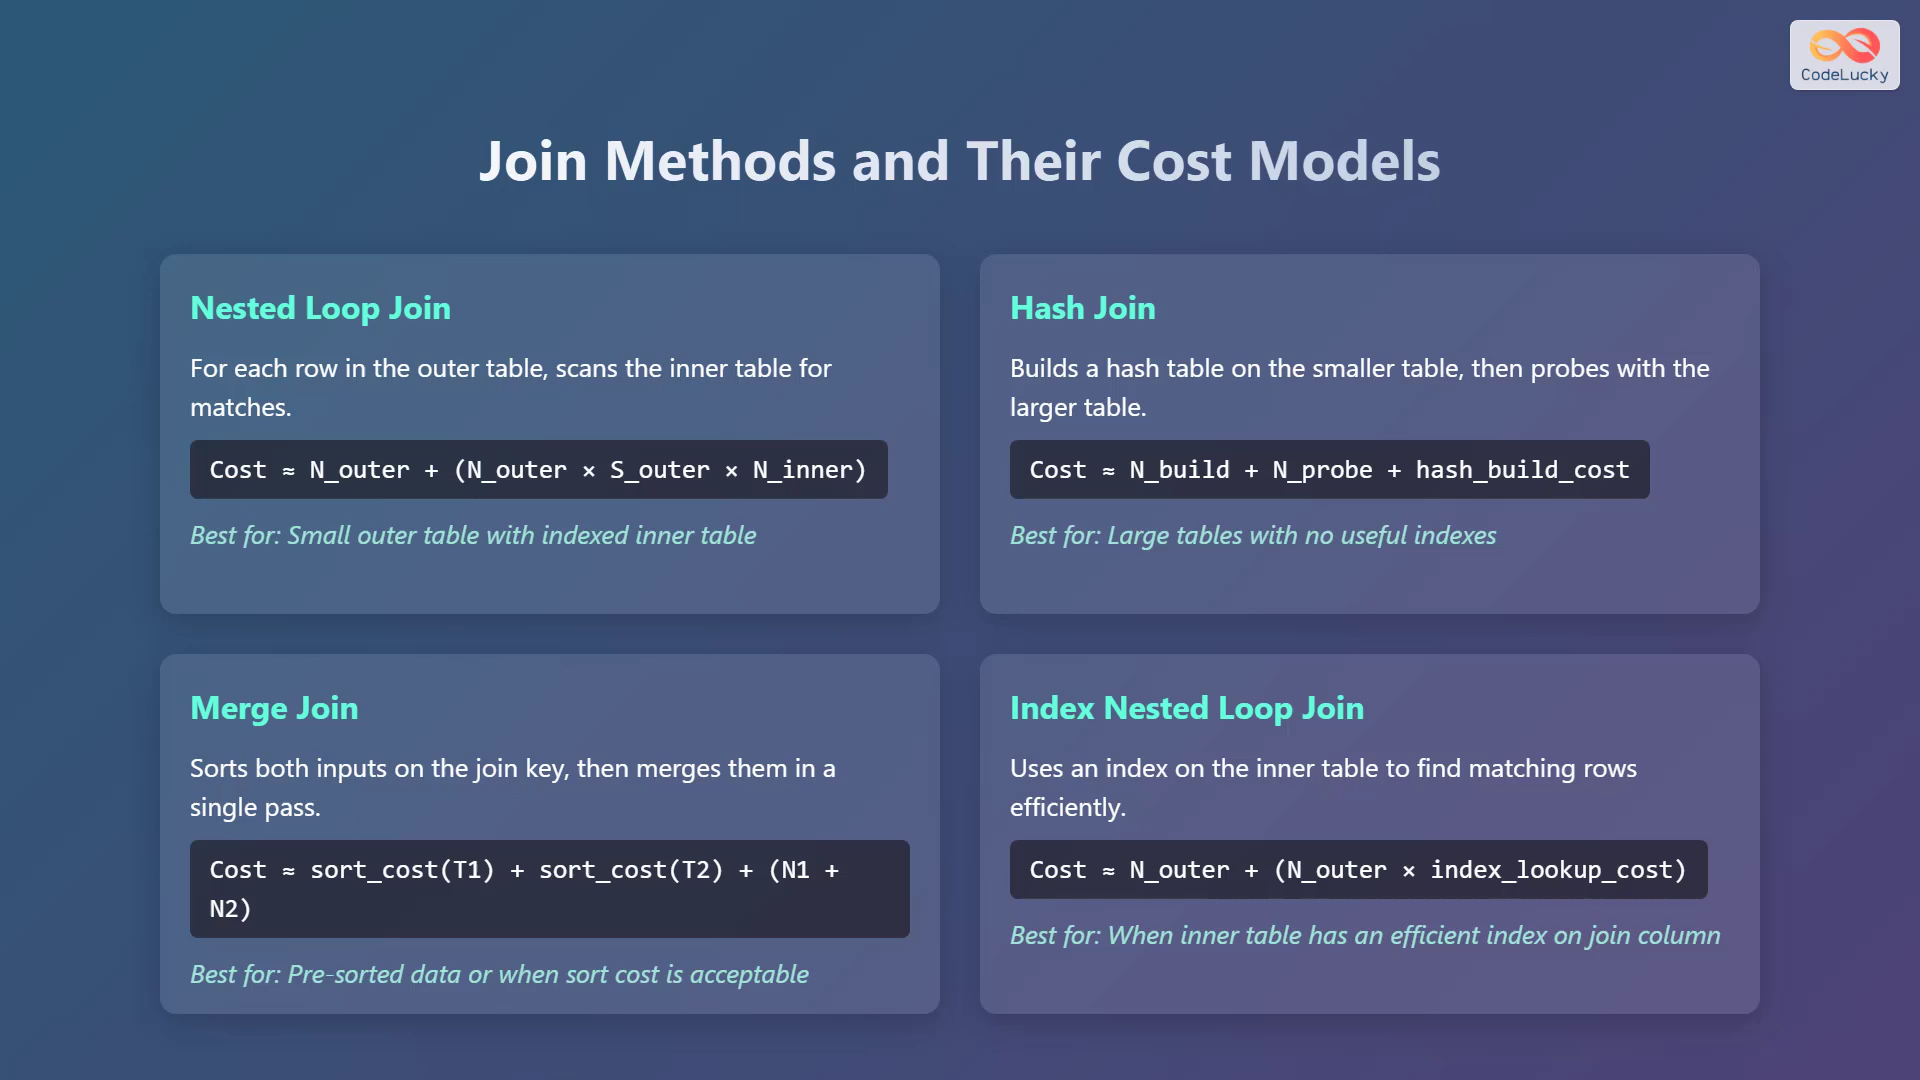 CodeLucky
Join Methods and Their Cost Models
Nested Loop Join
For each row in the outer table, scans the inner table for
matches.
Cost ≈ N_outer + (N_outer × S_outer × N_inner)
Best for: Small outer table with indexed inner table
Hash Join
Builds a hash table on the smaller table, then probes with the
larger table.
Cost ≈ N_build + N_probe + hash_build_cost
Best for: Large tables with no useful indexes
Merge Join
Sorts both inputs on the join key, then merges them in a
single pass.
Cost ≈ sort_cost(T1) + sort_cost(T2) + (N1 +
N2)
Best for: Pre-sorted data or when sort cost is acceptable
Index Nested Loop Join
Uses an index on the inner table to find matching rows
efficiently.
Cost ≈ N_outer + (N_outer × index_lookup_cost)
Best for: When inner table has an efficient index on join column